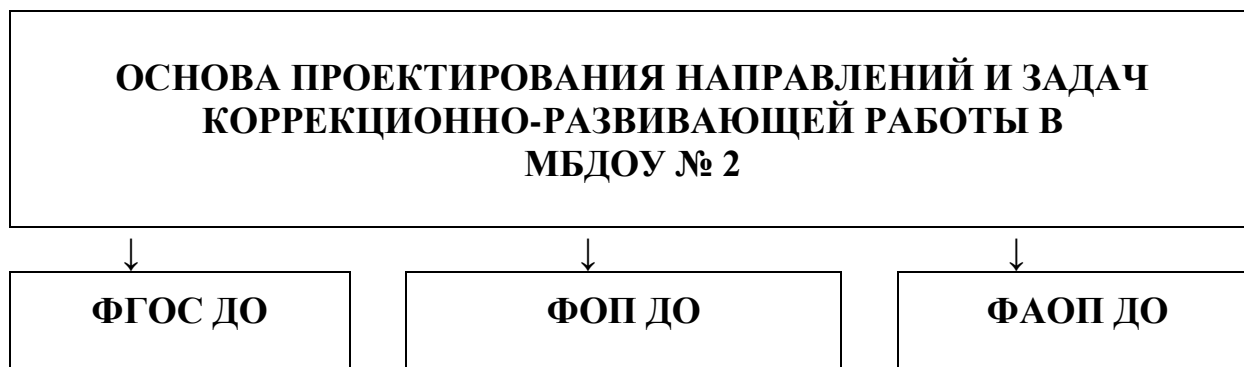 ОСНОВА ПРОЕКТИРОВАНИЯ НАПРАВЛЕНИЙ И ЗАДАЧ
КОРРЕКЦИОННО-РАЗВИВАЮЩЕЙ РАБОТЫ В
МБДОУ № 2
↓ ↓ ↓
ФГОС ДО ФОП ДО ФАОП ДО